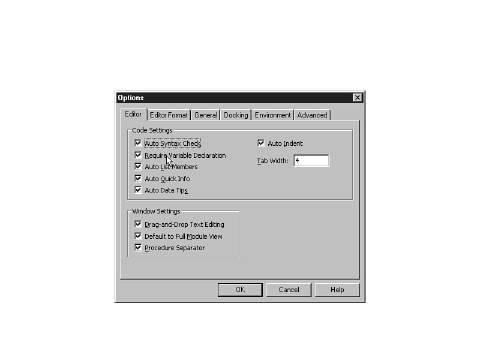 Options
Editor Editor Format General Docking Environment Advanced
Code Settings
Auto Syntax Check
Auto Indent
Require Variable Declaration
Tab Width: 4
Auto List Members
Auto Quick Info
Auto Data Tips
Window Settings
Drag-and-Drop Text Editing
Default to Full Module View
Procedure Separator
OK Cancel Help